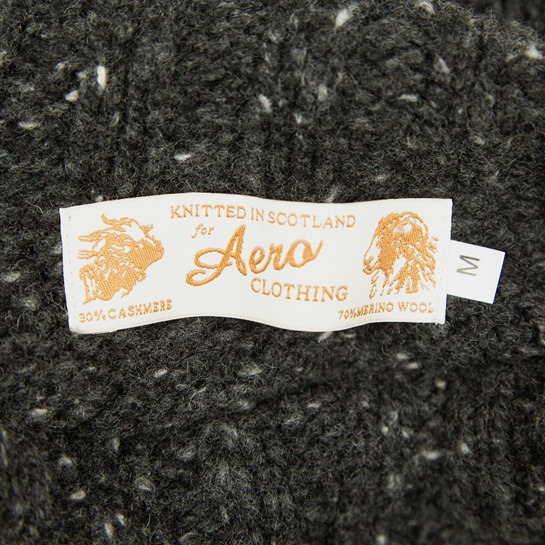 KNITTED IN SCOTLAND
for
Aero
CLOTHING
30% CASHMERE
70% MERINO WOOL
M